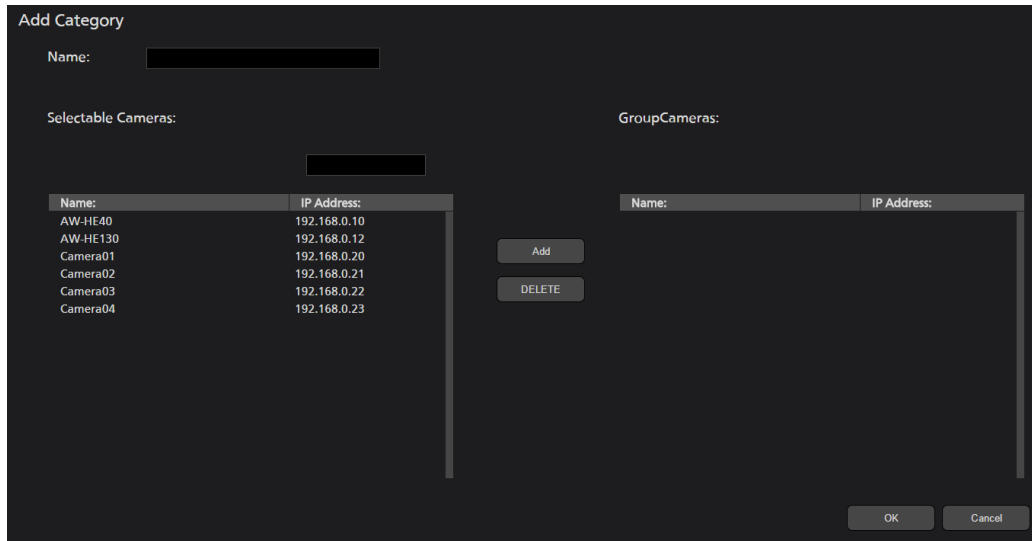 Add Category
Name:
Selectable Cameras: GroupCameras:
Name: IP Address: Name: IP Address:
AW-HE40 192.168.0.10
AW-HE130 192.168.0.12
Camera01 192.168.0.20
Camera02 192.168.0.21
Camera03 192.168.0.22
Camera04 192.168.0.23
Add
DELETE
OK Cancel